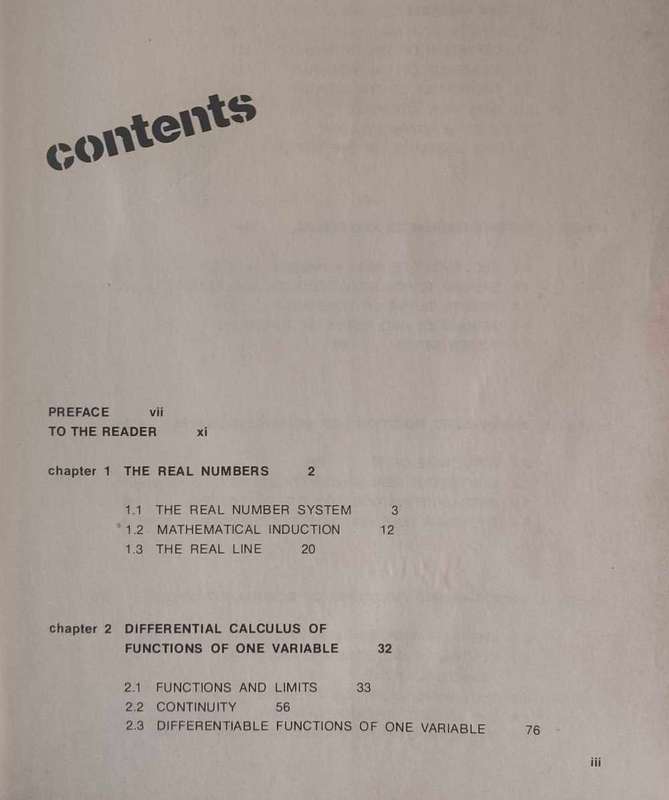 contents
PREFACE vii
TO THE READER xi
chapter 1 THE REAL NUMBERS 2
1.1 THE REAL NUMBER SYSTEM 3
1.2 MATHEMATICAL INDUCTION 12
1.3 THE REAL LINE 20
chapter 2 DIFFERENTIAL CALCULUS OF
FUNCTIONS OF ONE VARIABLE 32
2.1 FUNCTIONS AND LIMITS 33
2.2 CONTINUITY 56
2.3 DIFFERENTIABLE FUNCTIONS OF ONE VARIABLE 76
iii